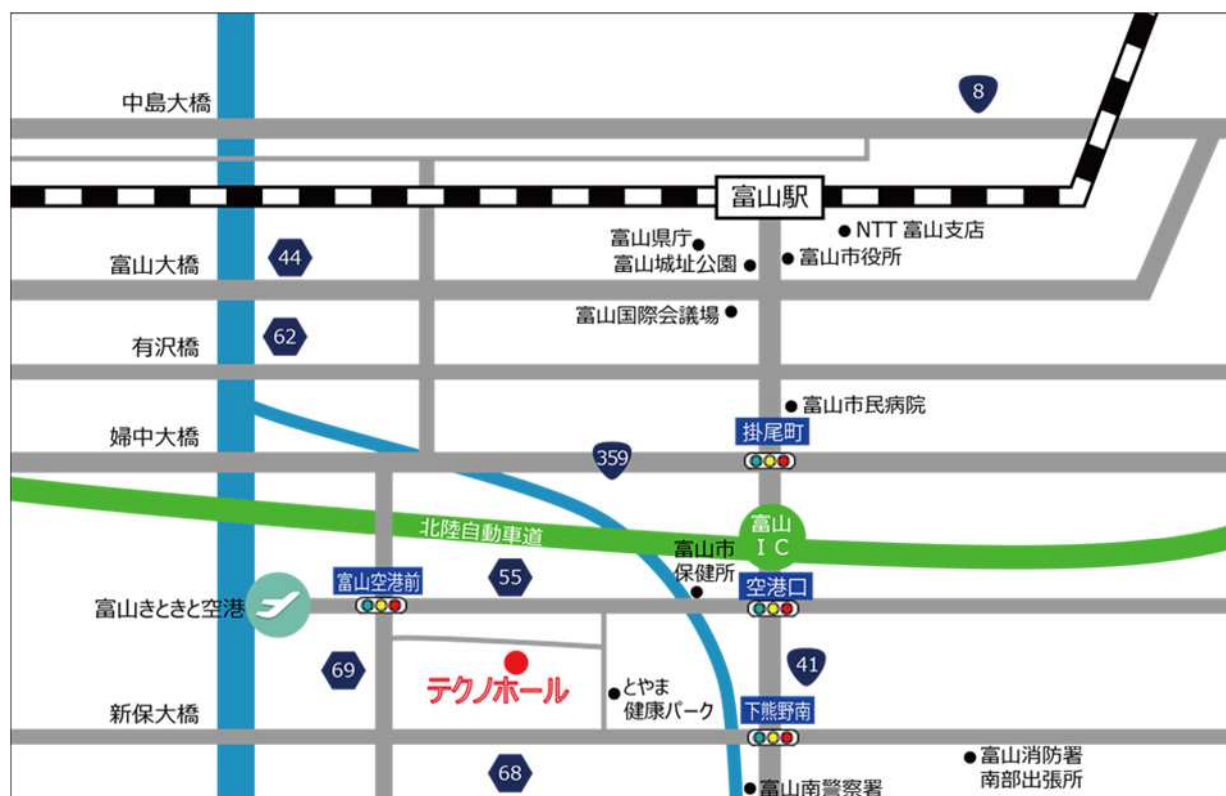 8
中島大橋
富山駅
NTT 富山支店
富山県庁
44
富山大橋
富山城址公園
富山市役所
富山国際会議場
62
有沢橋
富山市民病院
掛尾町
婦中大橋
359
富山
IC
北陸自動車道
富山市
保健所
富山空港前
55
空港口
富山きときと空港
69
テクノホール
41
とやま
健康パーク
下熊野南
新保大橋
68
富山消防署
南部出張所
富山南警察署